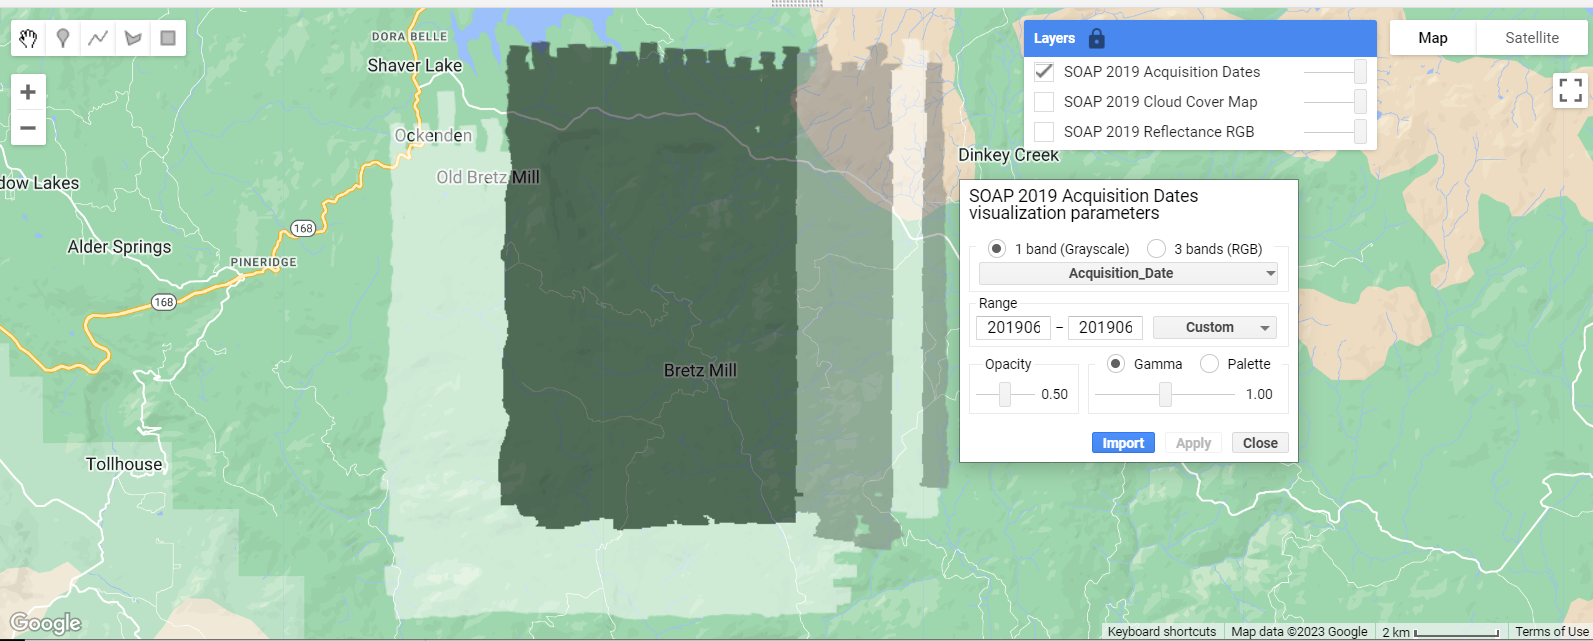 DORA BELLE
Shaver Lake
Ockenden
Old Bretz Mill
dow Lakes
168
Alder Springs
PINERIDGE
168
Bretz Mill
Tollhouse
Dinkey Creek
Layers
SOAP 2019 Acquisition Dates
SOAP 2019 Cloud Cover Map
SOAP 2019 Reflectance RGB
Map
Satellite
SOAP 2019 Acquisition Dates
visualization parameters
1 band (Grayscale) 3 bands (RGB)
Acquisition_Date
Range
201906 – 201906 Custom
Opacity Gamma Palette
0.50 1.00
Import Apply Close
Google
Keyboard shortcuts Map data ©2023 Google 2 km Terms of Use